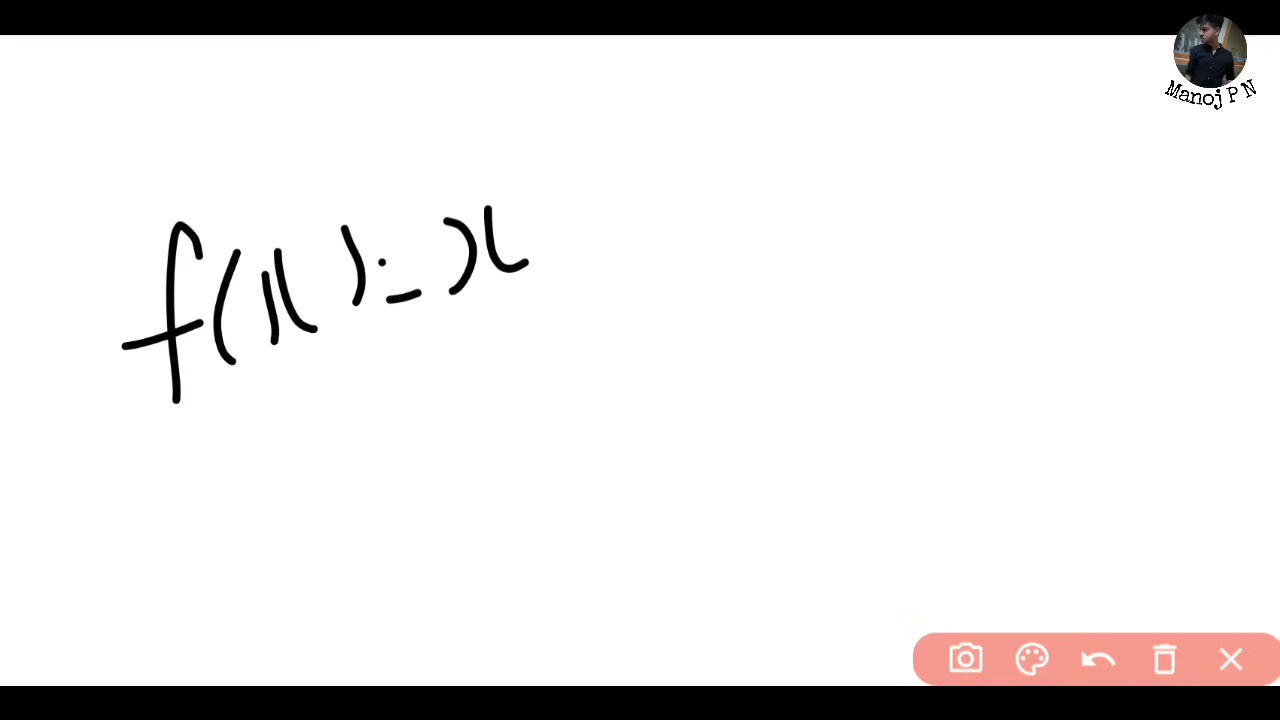 Manoj P N
f(x) = x